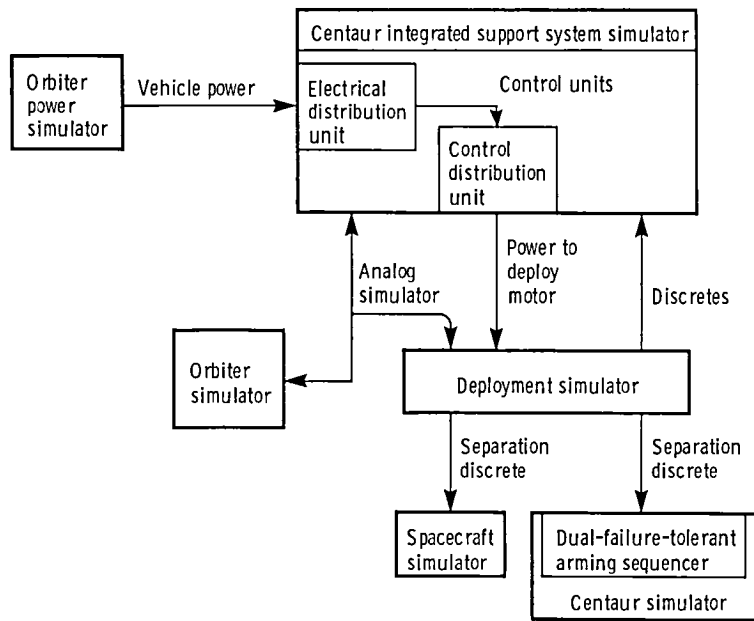 Centaur integrated support system simulator
Orbiter
power
simulator
Vehicle power
Electrical
distribution
unit
Control units
Control
distribution
unit
Analog
simulator
Power to
deploy
motor
Discretes
Orbiter
simulator
Deployment simulator
Separation
discrete
Separation
discrete
Spacecraft
simulator
Dual-failure-tolerant
arming sequencer
Centaur simulator